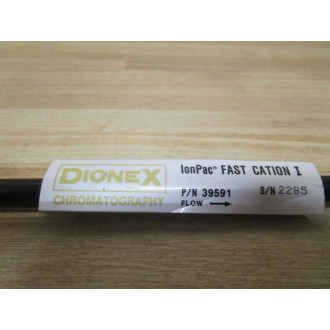 DIONEX
CHROMATOGRAPHY
IonPac® FAST CATION I
P/N 39591 S/N 2285
FLOW →